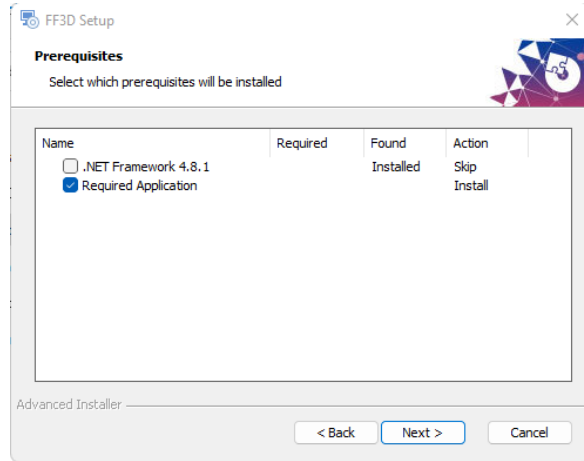 FF3D Setup
Prerequisites
Select which prerequisites will be installed
Name Required Found Action
.NET Framework 4.8.1 Installed Skip
Required Application Install
Advanced Installer
< Back Next > Cancel